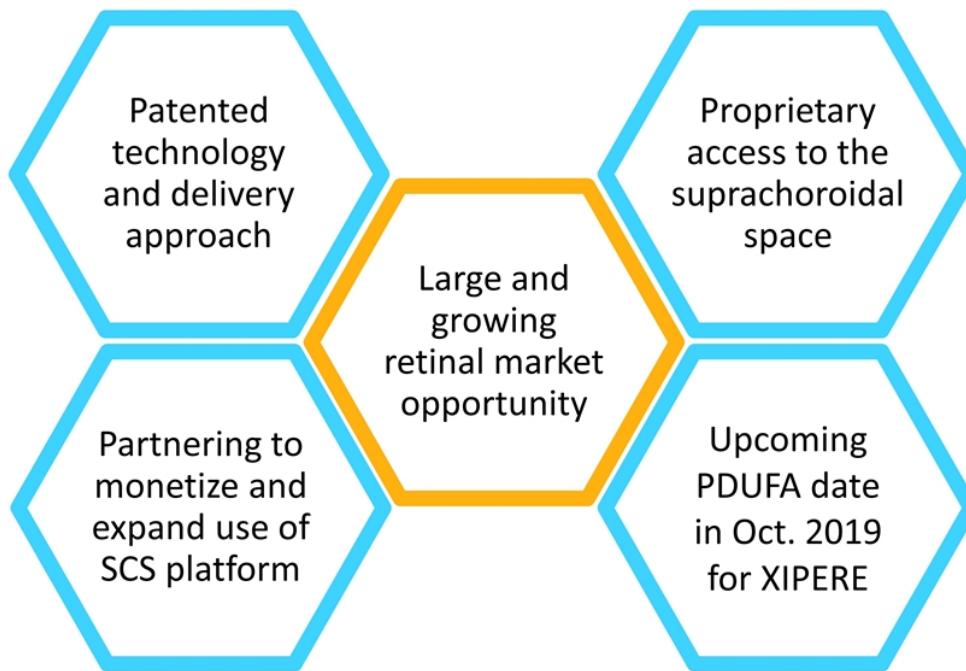 Patented
technology
and delivery
approach
Proprietary
access to the
suprachoroidal
space
Large and
growing
retinal market
opportunity
Partnering to
monetize and
expand use of
SCS platform
Upcoming
PDUFA date
in Oct. 2019
for XIPERE